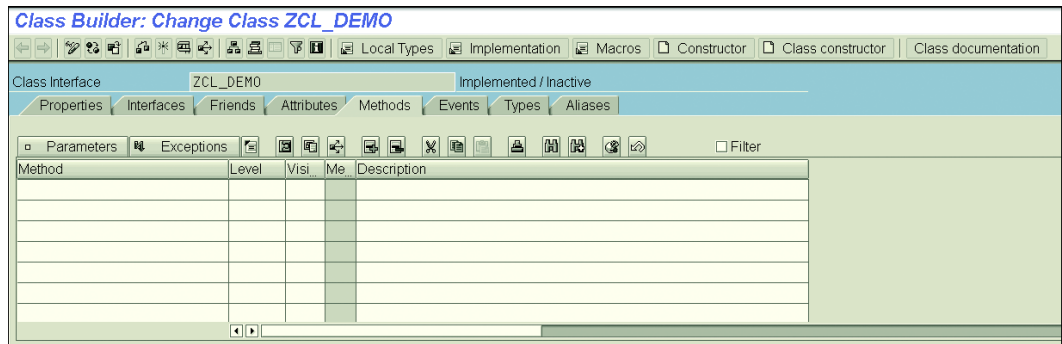 Class Builder: Change Class ZCL_DEMO
Local Types Implementation Macros Constructor Class constructor Class documentation
Class Interface ZCL_DEMO Implemented / Inactive
Properties Interfaces Friends Attributes Methods Events Types Aliases
Parameters Exceptions Filter
Method Level Visi... Me... Description